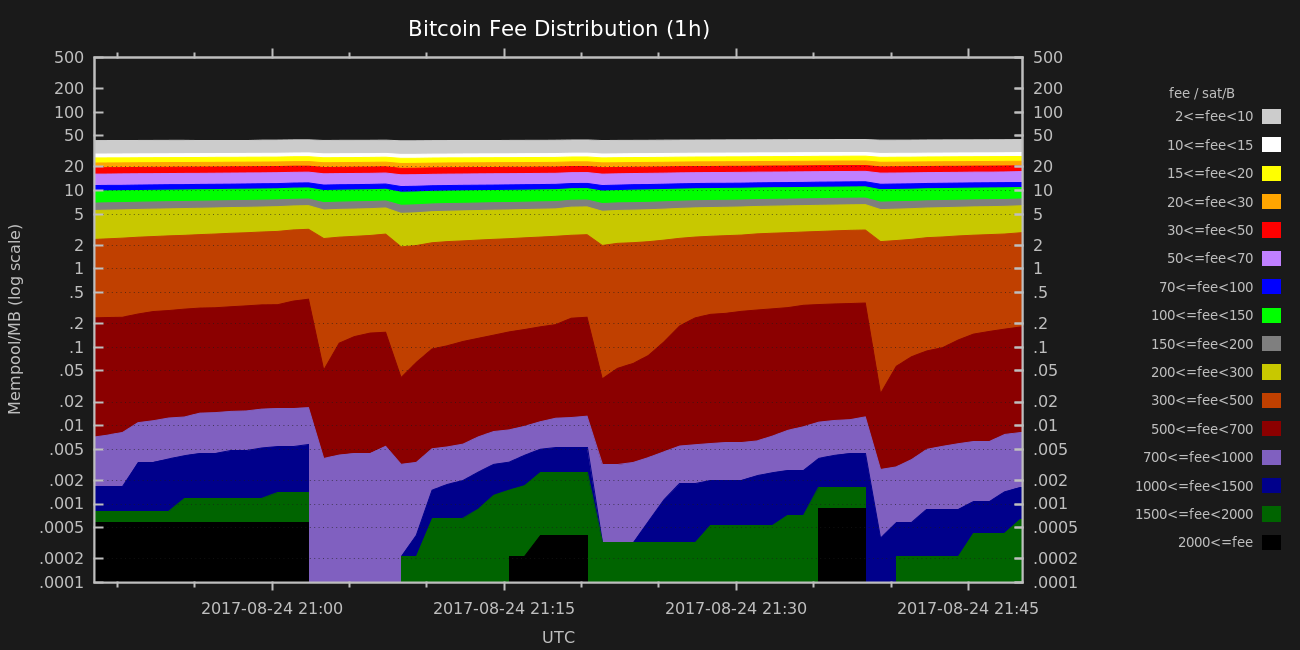 Bitcoin Fee Distribution (1h)
500
200
100
50
20
10
5
2
1
.5
.2
.1
.05
.02
.01
.005
.002
.001
.0005
.0002
.0001
Mempool/MB (log scale)
500
200
100
50
20
10
5
2
1
.5
.2
.1
.05
.02
.01
.005
.002
.001
.0005
.0002
.0001
2017-08-24 21:00
2017-08-24 21:15
2017-08-24 21:30
2017-08-24 21:45
UTC
fee / sat/B
2<=fee<10
10<=fee<15
15<=fee<20
20<=fee<30
30<=fee<50
50<=fee<70
70<=fee<100
100<=fee<150
150<=fee<200
200<=fee<300
300<=fee<500
500<=fee<700
700<=fee<1000
1000<=fee<1500
1500<=fee<2000
2000<=fee